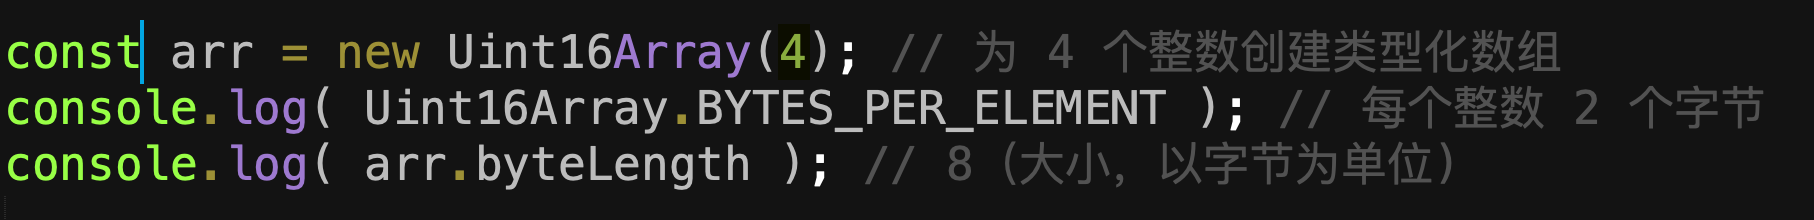 const arr = new Uint16Array(4); // 为 4 个整数创建类型化数组
console.log( Uint16Array.BYTES_PER_ELEMENT ); // 每个整数 2 个字节
console.log( arr.byteLength ); // 8（大小，以字节为单位）